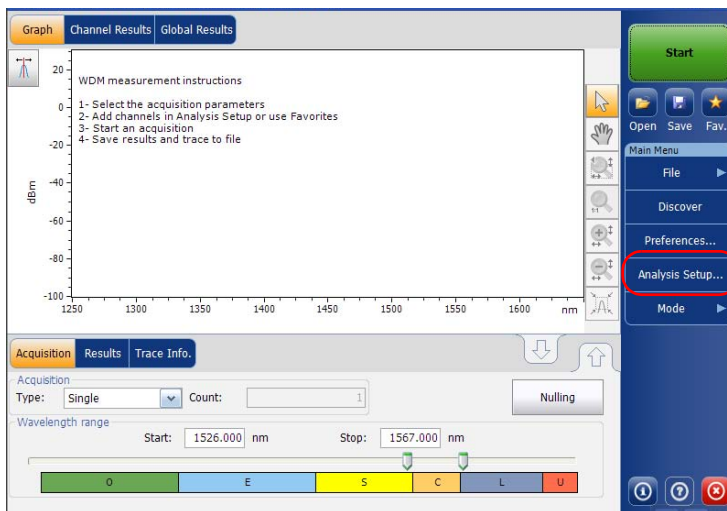 Graph Channel Results Global Results
WDM measurement instructions
1- Select the acquisition parameters
2- Add channels in Analysis Setup or use Favorites
3- Start an acquisition
4- Save results and trace to file
20
0
-20
-40
-60
-80
-100
dBm
1250 1300 1350 1400 1450 1500 1550 1600 nm
1:1
Start
Open Save Fav.
Main Menu
File
Discover
Preferences...
Analysis Setup...
Mode
Acquisition Results Trace Info.
Acquisition
Type: Single Count: 1 Nulling
Wavelength range
Start: 1526.000 nm Stop: 1567.000 nm
O E S C L U